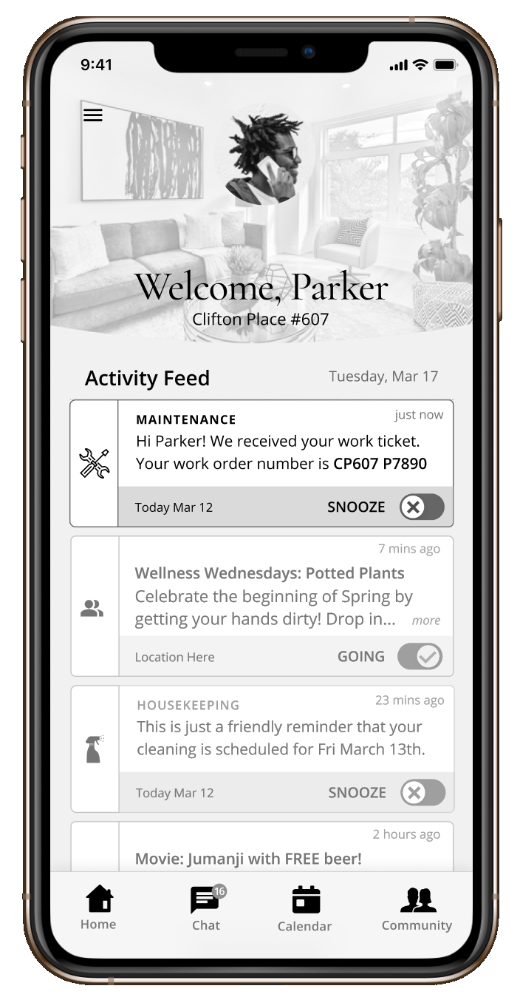 9:41
Welcome, Parker
Clifton Place #607
Activity Feed
Tuesday, Mar 17
just now
MAINTENANCE
Hi Parker! We received your work ticket.
Your work order number is CP607 P7890
Today Mar 12 SNOOZE
7 mins ago
Wellness Wednesdays: Potted Plants
Celebrate the beginning of Spring by
getting your hands dirty! Drop in... more
Location Here GOING
23 mins ago
HOUSEKEEPING
This is just a friendly reminder that your
cleaning is scheduled for Fri March 13th.
Today Mar 12 SNOOZE
2 hours ago
Movie: Jumanji with FREE beer!
16
Home Chat Calendar Community